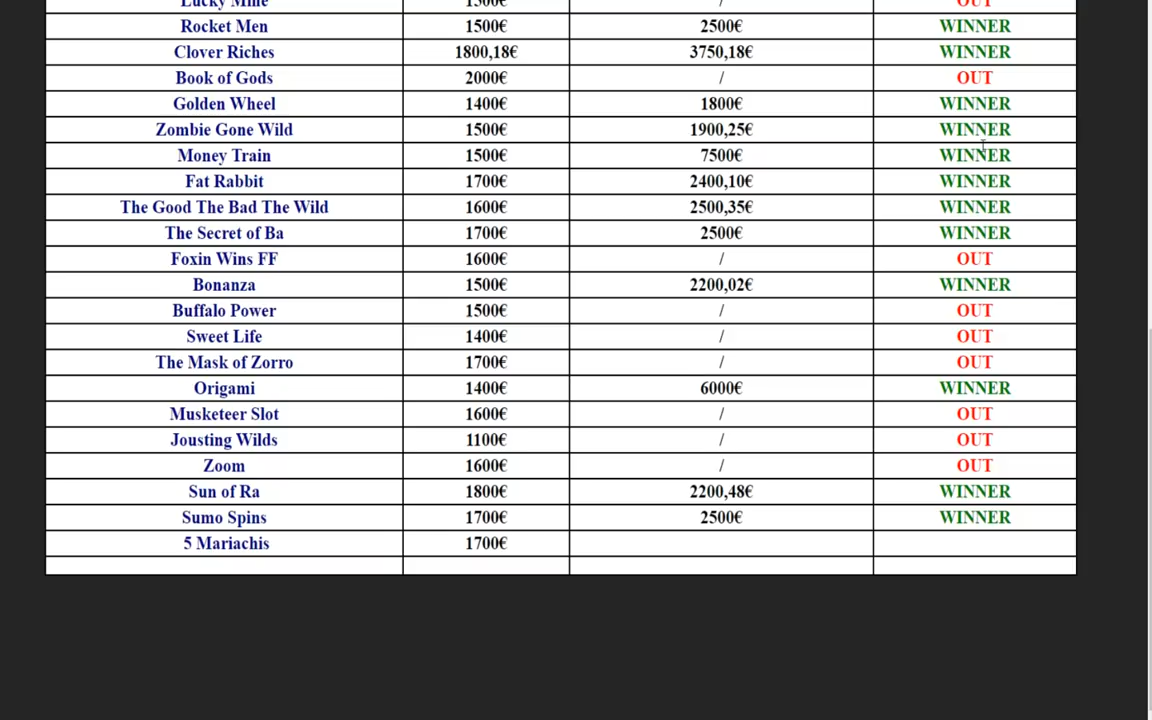 Lucky Mine 1500€ / OUT
Rocket Men 1500€ 2500€ WINNER
Clover Riches 1800,18€ 3750,18€ WINNER
Book of Gods 2000€ / OUT
Golden Wheel 1400€ 1800€ WINNER
Zombie Gone Wild 1500€ 1900,25€ WINNER
Money Train 1500€ 7500€ WINNER
Fat Rabbit 1700€ 2400,10€ WINNER
The Good The Bad The Wild 1600€ 2500,35€ WINNER
The Secret of Ba 1700€ 2500€ WINNER
Foxin Wins FF 1600€ / OUT
Bonanza 1500€ 2200,02€ WINNER
Buffalo Power 1500€ / OUT
Sweet Life 1400€ / OUT
The Mask of Zorro 1700€ / OUT
Origami 1400€ 6000€ WINNER
Musketeer Slot 1600€ / OUT
Jousting Wilds 1100€ / OUT
Zoom 1600€ / OUT
Sun of Ra 1800€ 2200,48€ WINNER
Sumo Spins 1700€ 2500€ WINNER
5 Mariachis 1700€